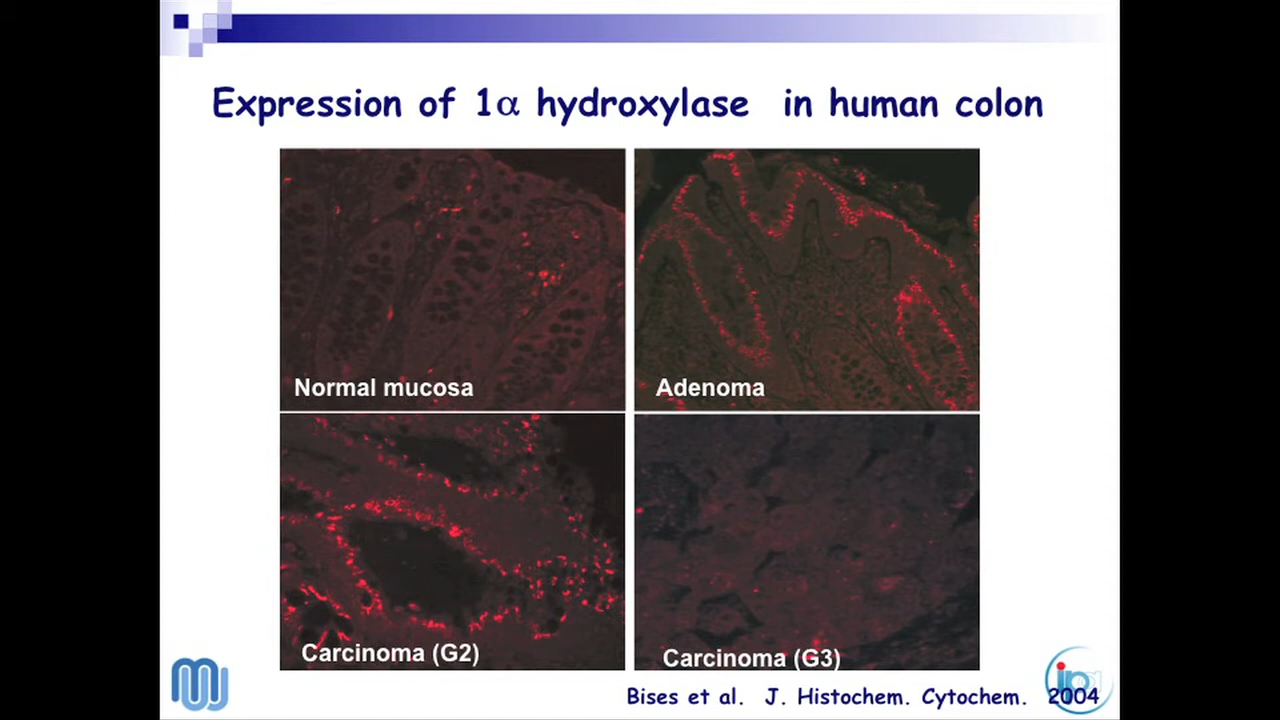 Expression of 1α hydroxylase in human colon
Normal mucosa
Adenoma
Carcinoma (G2)
Carcinoma (G3)
Bises et al. J. Histochem. Cytochem. 2004